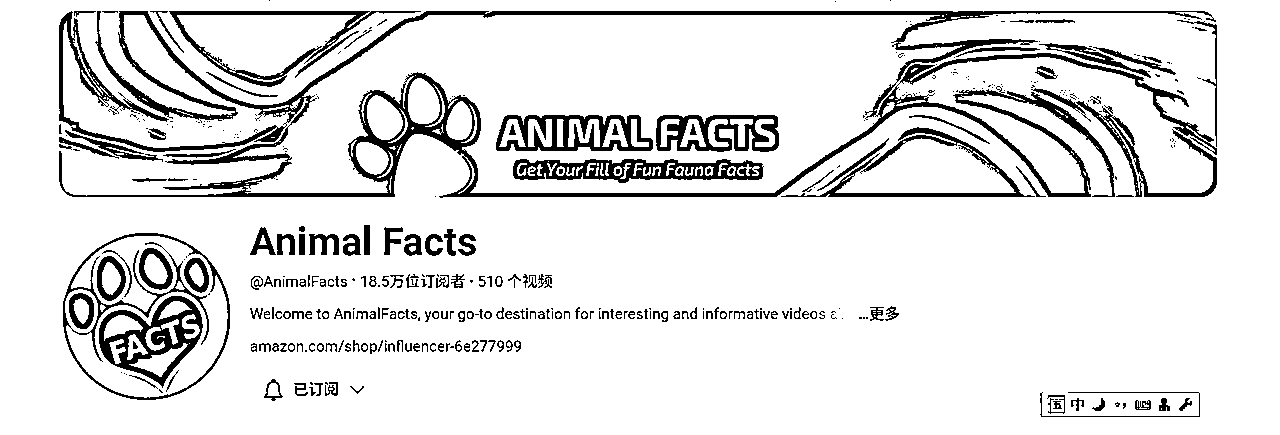 ANIMAL FACTS
Get Your Fill of Fun Fauna Facts
Animal Facts
@AnimalFacts · 18.5万位订阅者 · 510 个视频
Welcome to AnimalFacts, your go-to destination for interesting and informative videos a ...更多
amazon.com/shop/influencer-6e277999
FACTS
已订阅
中